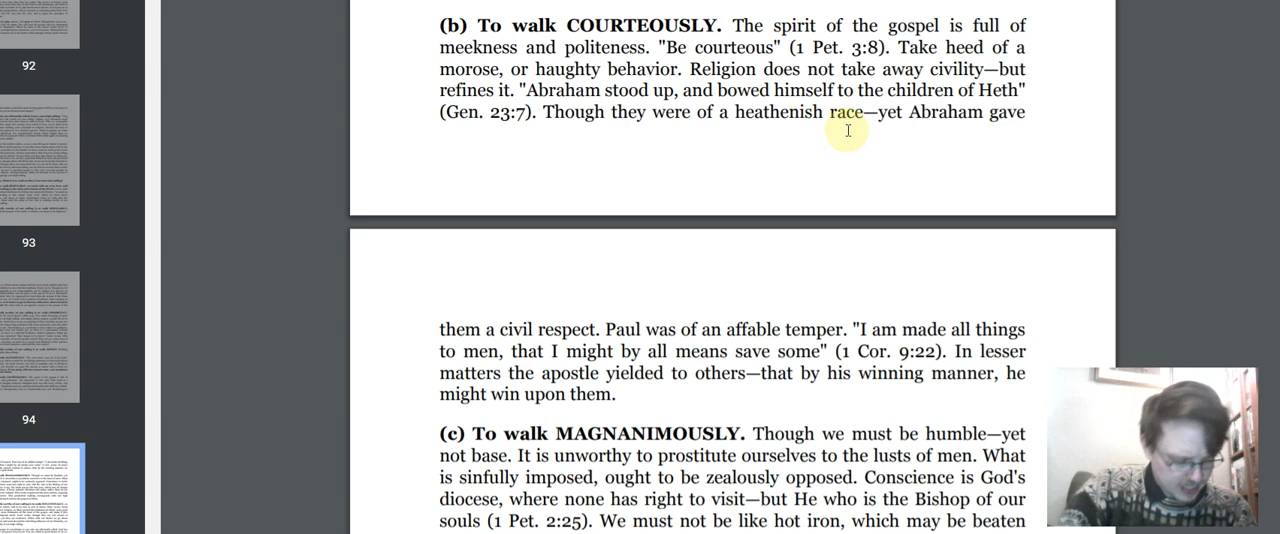 92
93
94
(b) To walk COURTEOUSLY. The spirit of the gospel is full of
meekness and politeness. "Be courteous" (1 Pet. 3:8). Take heed of a
morose, or haughty behavior. Religion does not take away civility—but
refines it. "Abraham stood up, and bowed himself to the children of Heth"
(Gen. 23:7). Though they were of a heathenish race—yet Abraham gave
them a civil respect. Paul was of an affable temper. "I am made all things
to men, that I might by all means save some" (1 Cor. 9:22). In lesser
matters the apostle yielded to others—that by his winning manner, he
might win upon them.
(c) To walk MAGNANIMOUSLY. Though we must be humble—yet
not base. It is unworthy to prostitute ourselves to the lusts of men. What
is sinfully imposed, ought to be zealously opposed. Conscience is God's
diocese, where none has right to visit—but He who is the Bishop of our
souls (1 Pet. 2:25). We must not be like hot iron, which may be beaten